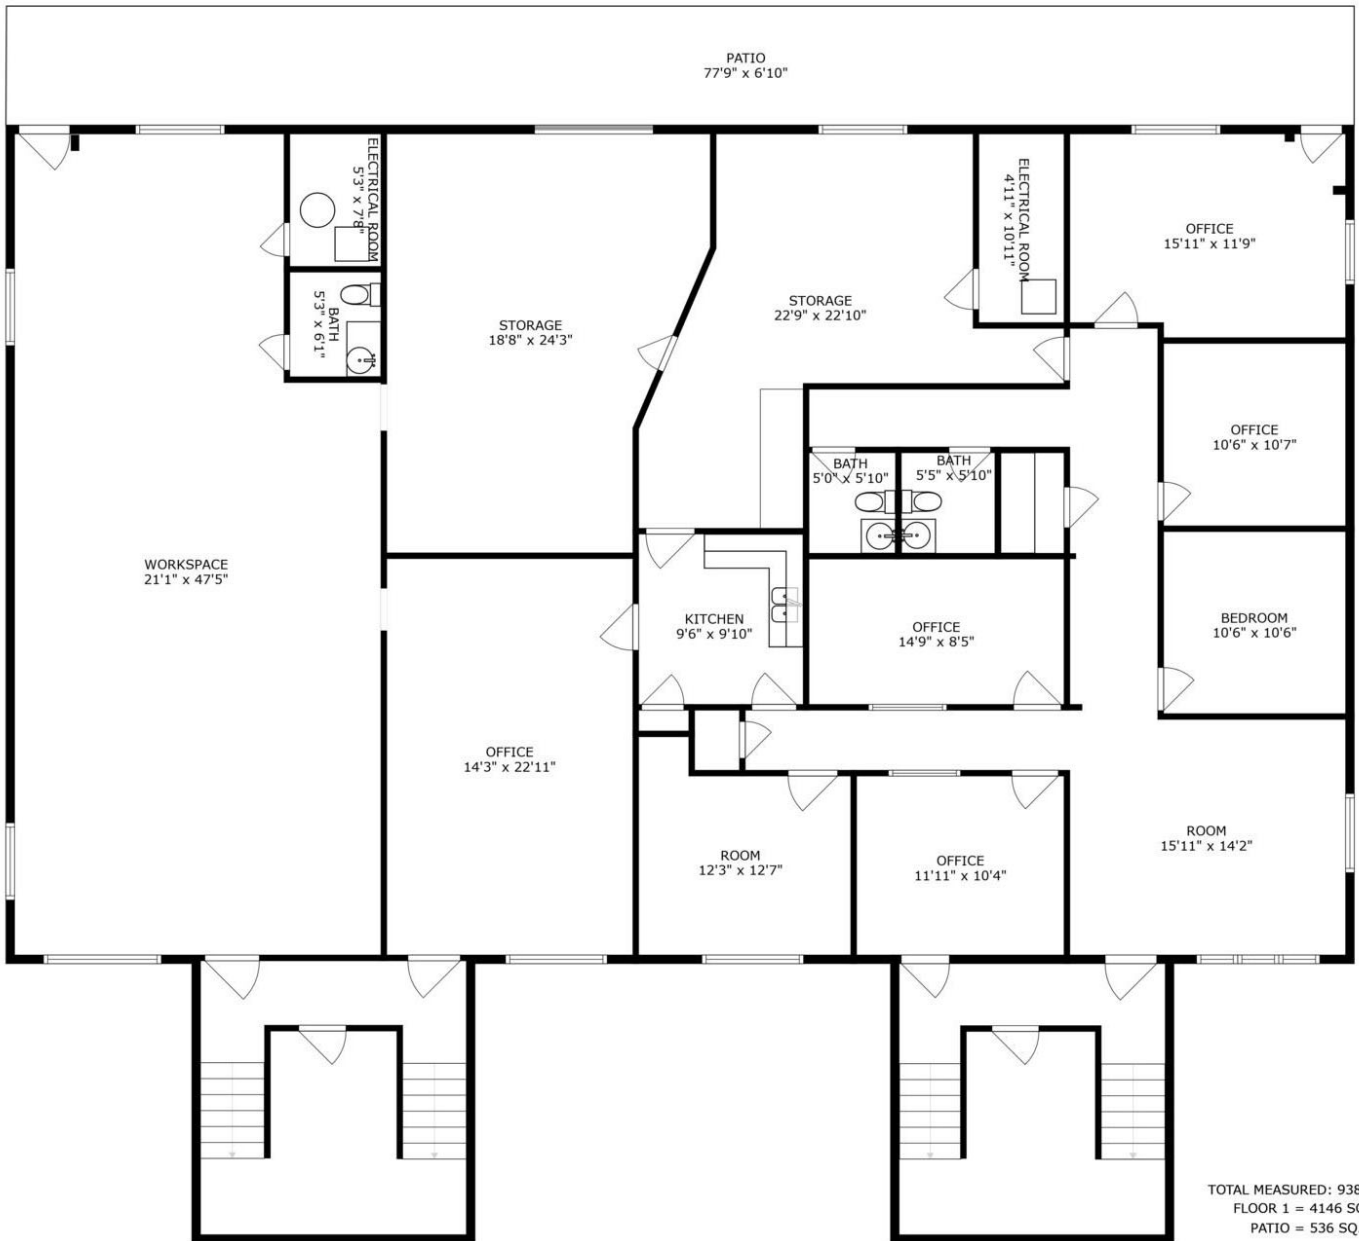 PATIO
77'9" x 6'10"
ELECTRICAL ROOM
5'3" x 7'8"
BATH
5'3" x 6'1"
STORAGE
18'8" x 24'3"
STORAGE
22'9" x 22'10"
ELECTRICAL ROOM
4'11" x 10'11"
OFFICE
15'11" x 11'9"
OFFICE
10'6" x 10'7"
BATH
5'0" x 5'10"
BATH
5'5" x 5'10"
WORKSPACE
21'1" x 47'5"
KITCHEN
9'6" x 9'10"
OFFICE
14'9" x 8'5"
BEDROOM
10'6" x 10'6"
OFFICE
14'3" x 22'11"
ROOM
12'3" x 12'7"
OFFICE
11'11" x 10'4"
ROOM
15'11" x 14'2"
TOTAL MEASURED: 938
FLOOR 1 = 4146 SQ
PATIO = 536 SQ